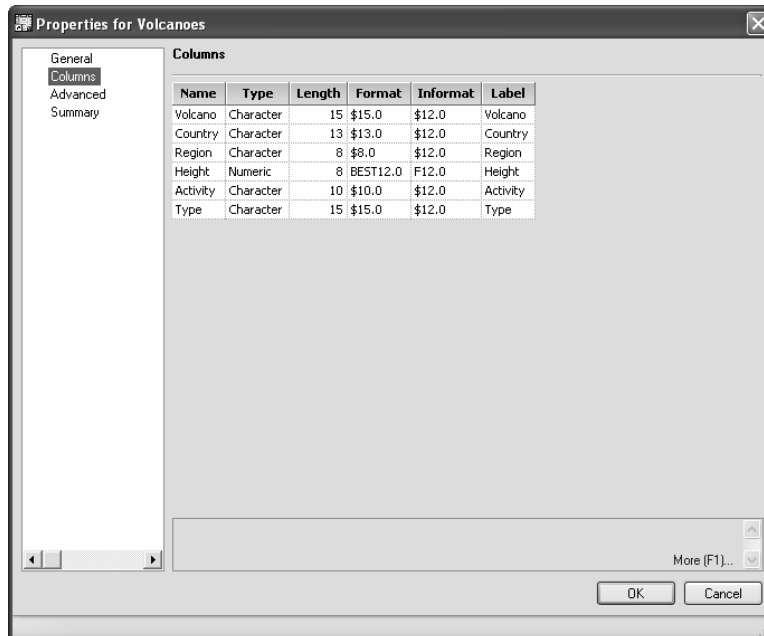 Properties for Volcanoes
General
Columns
Advanced
Summary
Columns
Name Type Length Format Informat Label
Volcano Character 15 $15.0 $12.0 Volcano
Country Character 13 $13.0 $12.0 Country
Region Character 8 $8.0 $12.0 Region
Height Numeric 8 BEST12.0 F12.0 Height
Activity Character 10 $10.0 $12.0 Activity
Type Character 15 $15.0 $12.0 Type
More (F1)...
OK Cancel